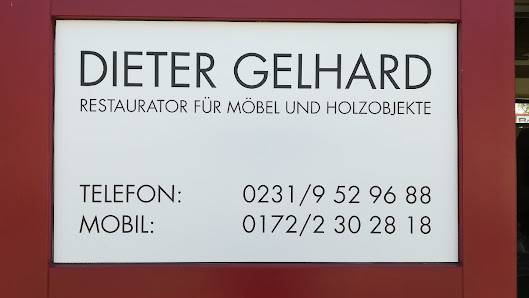 DIETER GELHARD
RESTAURATOR FÜR MÖBEL UND HOLZOBJEKTE
TELEFON: 0231/9 52 96 88
MOBIL: 0172/2 30 28 18